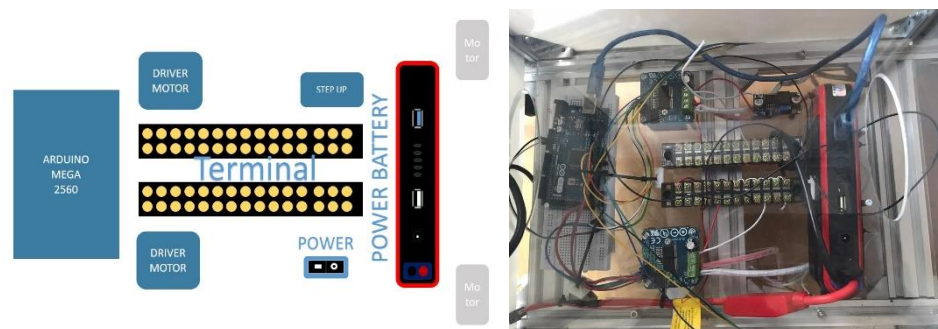 Mo
tor
DRIVER
MOTOR
STEP UP
ARDUINO
MEGA
2560
Terminal
POWER BATTERY
DRIVER
MOTOR
POWER
Mo
tor